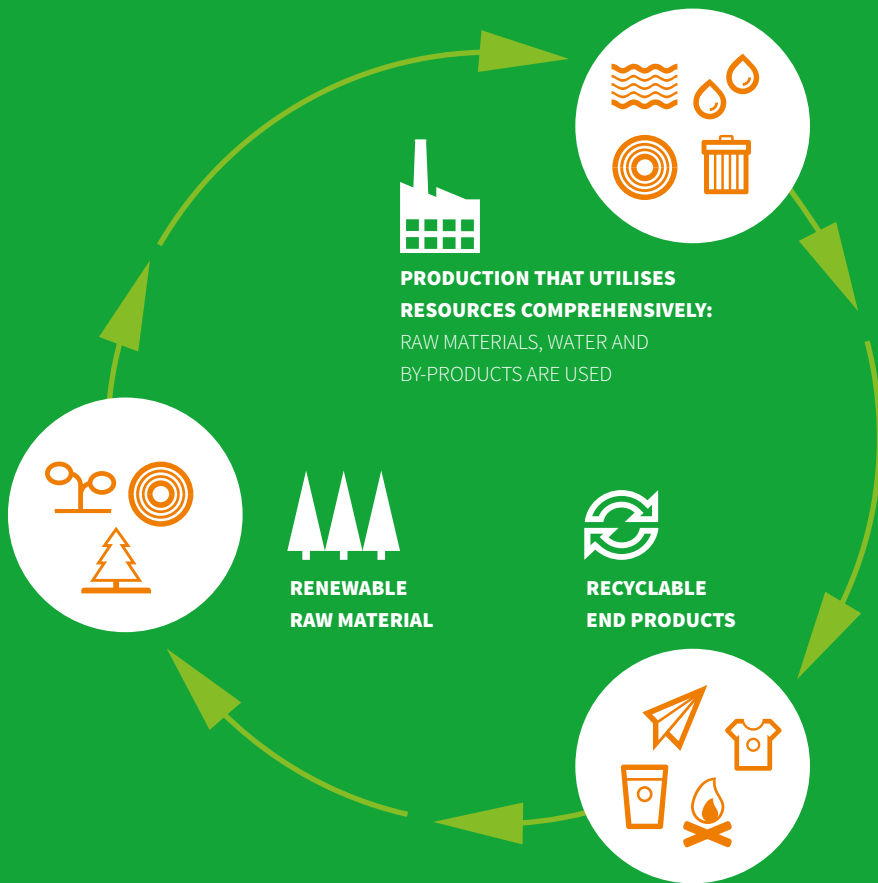 PRODUCTION THAT UTILISES
RESOURCES COMPREHENSIVELY:
RAW MATERIALS, WATER AND
BY-PRODUCTS ARE USED
RENEWABLE
RAW MATERIAL
RECYCLABLE
END PRODUCTS